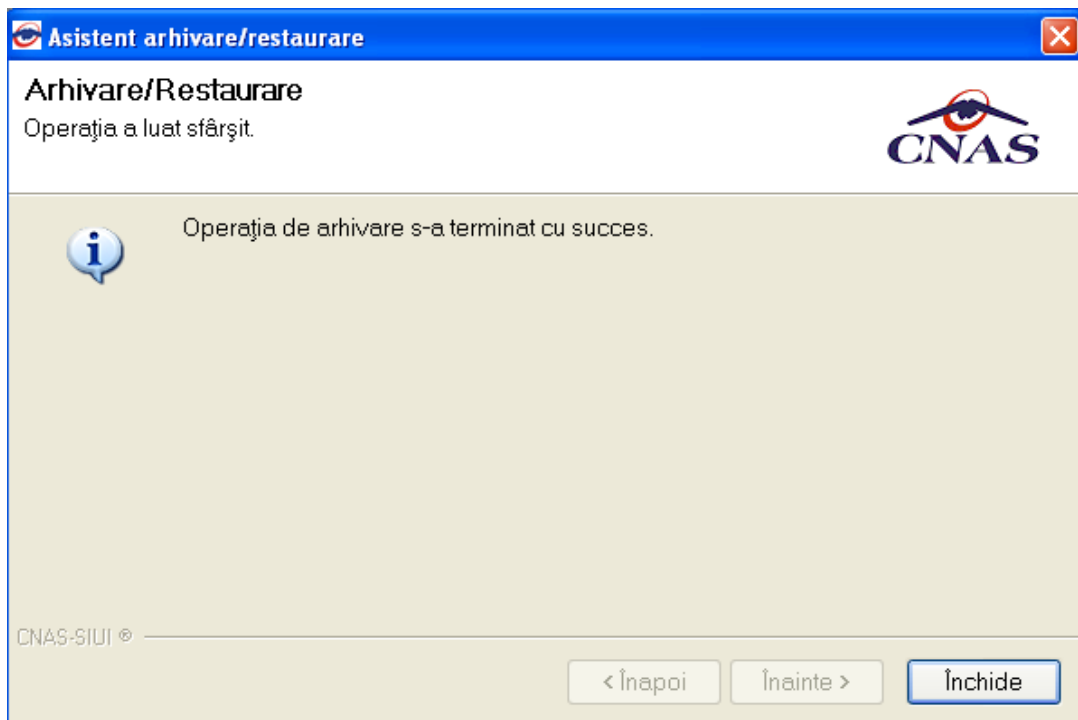 Asistent arhivare/restaurare
Arhivare/Restaurare
Operaţia a luat sfârşit.
CNAS
Operaţia de arhivare s-a terminat cu succes.
CNAS-SIUI ®
< Înapoi
Înainte >
Închide